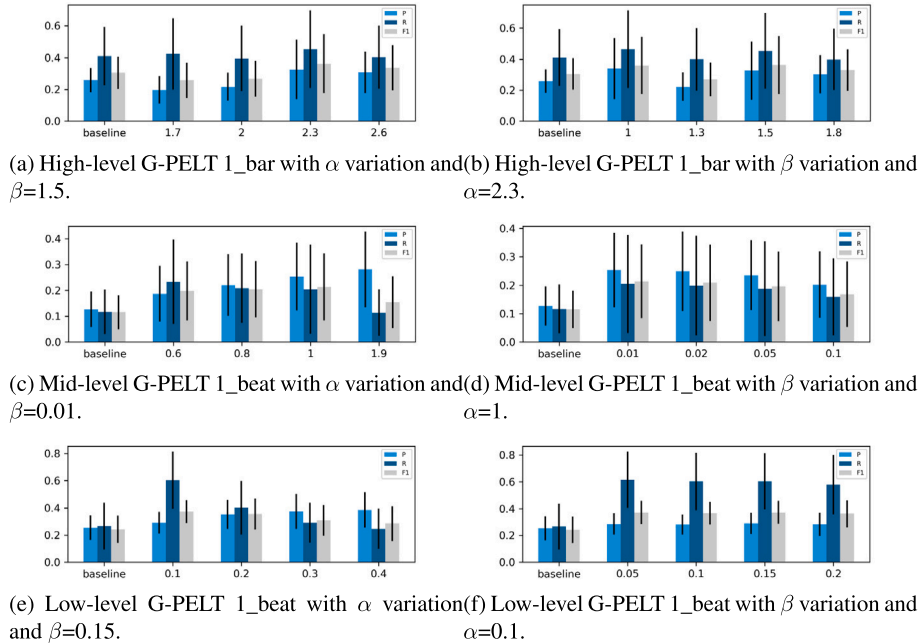 0.8
0.6
0.4
0.2
0.0
P
R
F1
baseline
1.7
2
2.3
2.6
0.8
0.6
0.4
0.2
0.0
P
R
F1
baseline
1
1.3
1.5
1.8
(a) High-level G-PELT 1_bar with α variation and
β=1.5.
(b) High-level G-PELT 1_bar with β variation and
α=2.3.
0.4
0.3
0.2
0.1
0.0
P
R
F1
baseline
0.6
0.8
1
1.9
0.4
0.3
0.2
0.1
0.0
P
R
F1
baseline
0.01
0.02
0.05
0.1
(c) Mid-level G-PELT 1_beat with α variation and
β=0.01.
(d) Mid-level G-PELT 1_beat with β variation and
α=1.
0.8
0.6
0.4
0.2
0.0
P
R
F1
baseline
0.1
0.2
0.3
0.4
0.8
0.6
0.4
0.2
0.0
P
R
F1
baseline
0.05
0.1
0.15
0.2
(e) Low-level G-PELT 1_beat with α variation
and β=0.15.
(f) Low-level G-PELT 1_beat with β variation and
α=0.1.